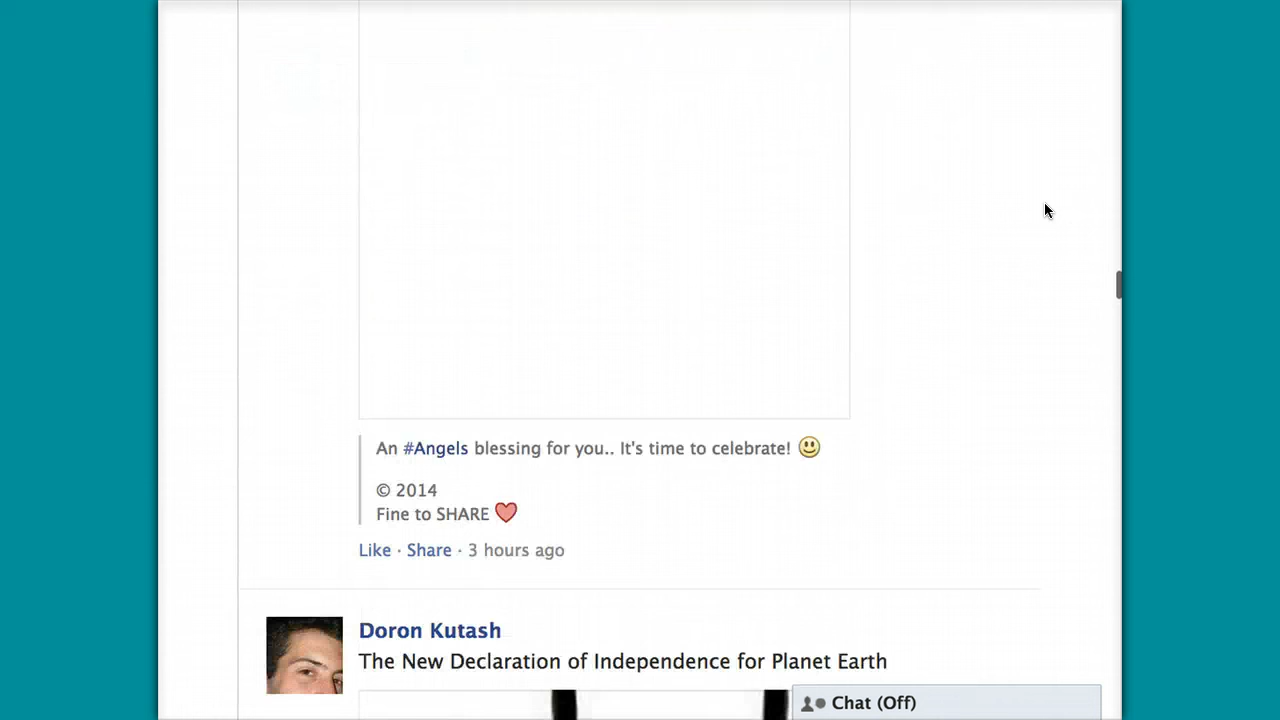 An #Angels blessing for you.. It's time to celebrate!
© 2014
Fine to SHARE
Like · Share · 3 hours ago
Doron Kutash
The New Declaration of Independence for Planet Earth
Chat (Off)